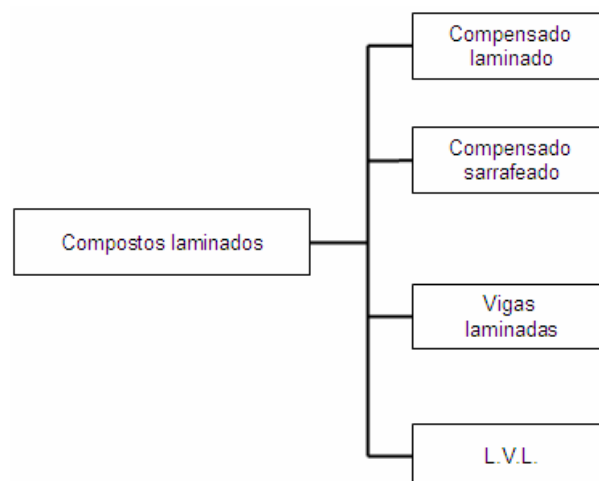 Compensado
laminado
Compensado
sarrafeado
Compostos laminados
Vigas
laminadas
L.V.L.